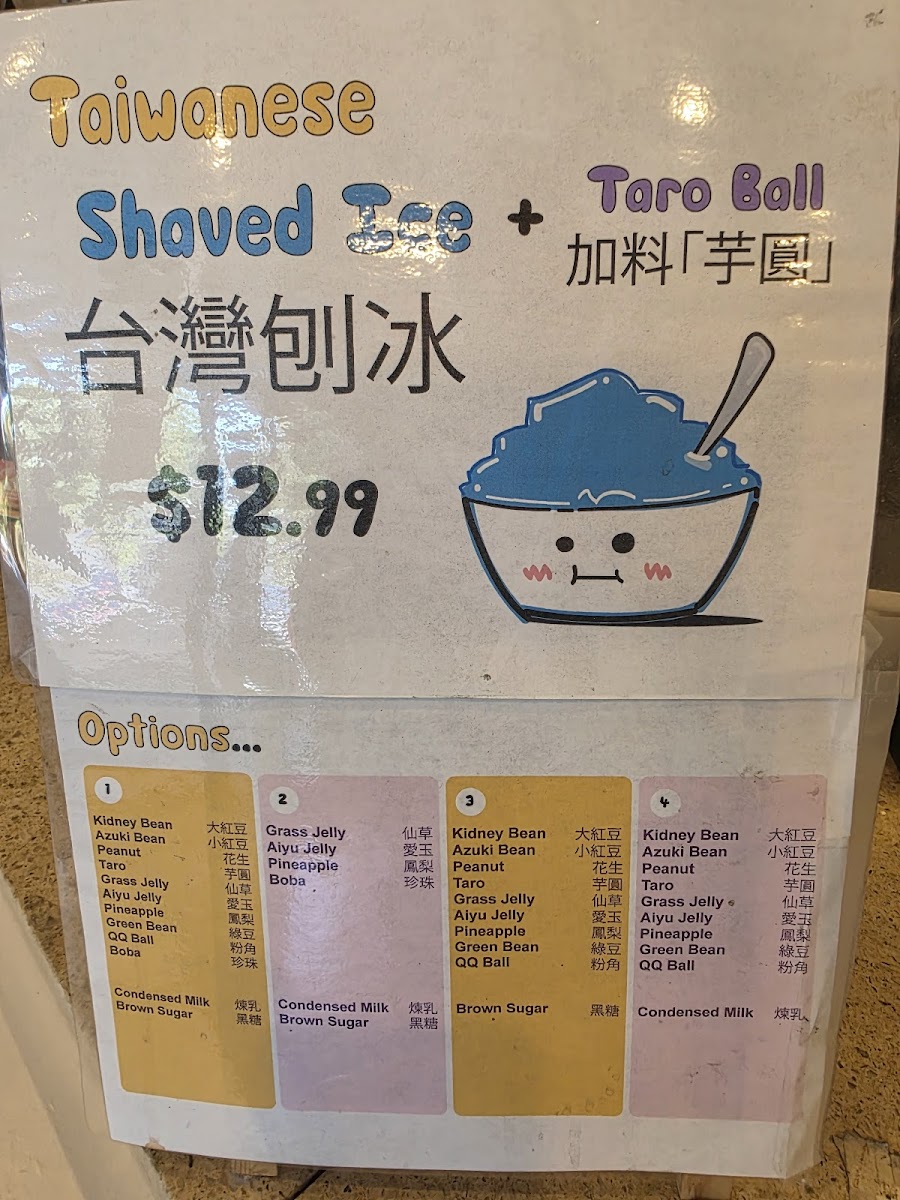 Taiwanese
Shaved Ice + Taro Ball
加料「芋圓」
台灣刨冰
$12.99
Options...
1
Kidney Bean 大紅豆
Azuki Bean 小紅豆
Peanut 花生
Taro 芋圓
Grass Jelly 仙草
Aiyu Jelly 愛玉
Pineapple 鳳梨
Green Bean 綠豆
QQ Ball 粉角
Boba 珍珠
Condensed Milk 煉乳
Brown Sugar 黑糖
2
Grass Jelly 仙草
Aiyu Jelly 愛玉
Pineapple 鳳梨
Boba 珍珠
Condensed Milk 煉乳
Brown Sugar 黑糖
3
Kidney Bean 大紅豆
Azuki Bean 小紅豆
Peanut 花生
Taro 芋圓
Grass Jelly 仙草
Aiyu Jelly 愛玉
Pineapple 鳳梨
Green Bean 綠豆
QQ Ball 粉角
Brown Sugar 黑糖
4
Kidney Bean 大紅豆
Azuki Bean 小紅豆
Peanut 花生
Taro 芋圓
Grass Jelly 仙草
Aiyu Jelly 愛玉
Pineapple 鳳梨
Green Bean 綠豆
QQ Ball 粉角
Condensed Milk 煉乳